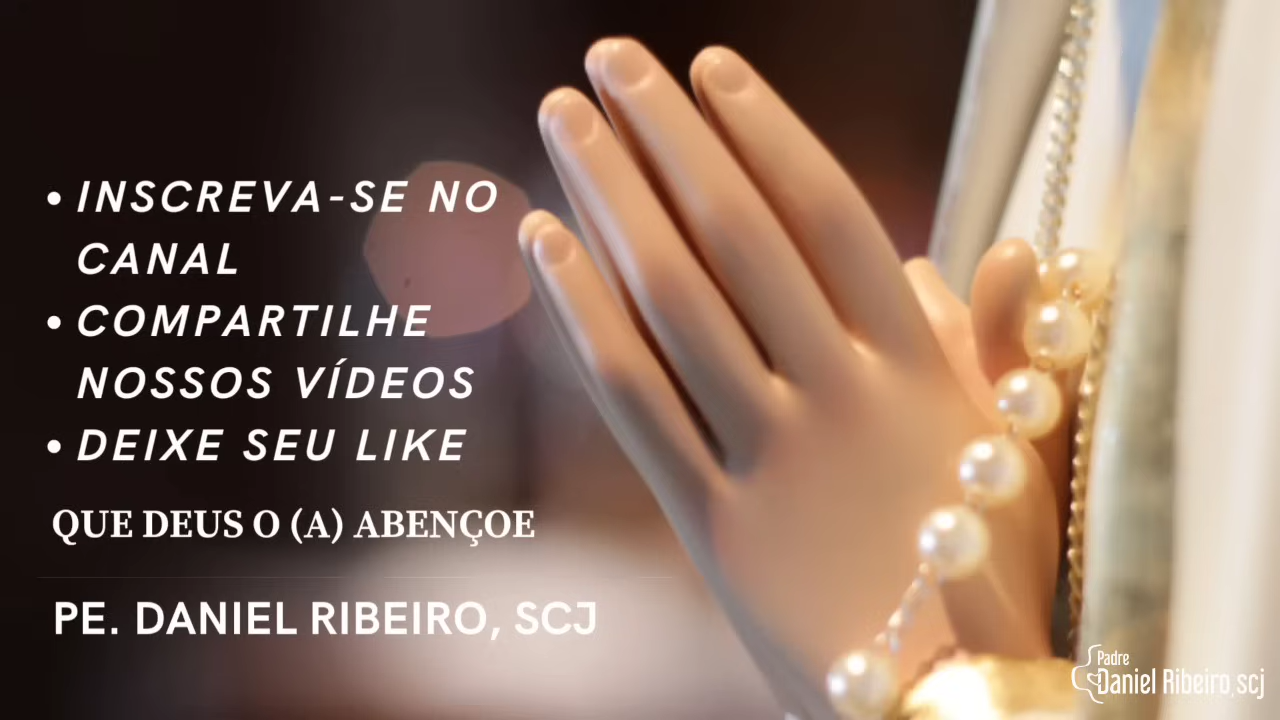 • INSCREVA-SE NO
CANAL
• COMPARTILHE
NOSSOS VÍDEOS
• DEIXE SEU LIKE
QUE DEUS O (A) ABENÇOE
PE. DANIEL RIBEIRO, SCJ
Padre
Daniel Ribeiro, scj